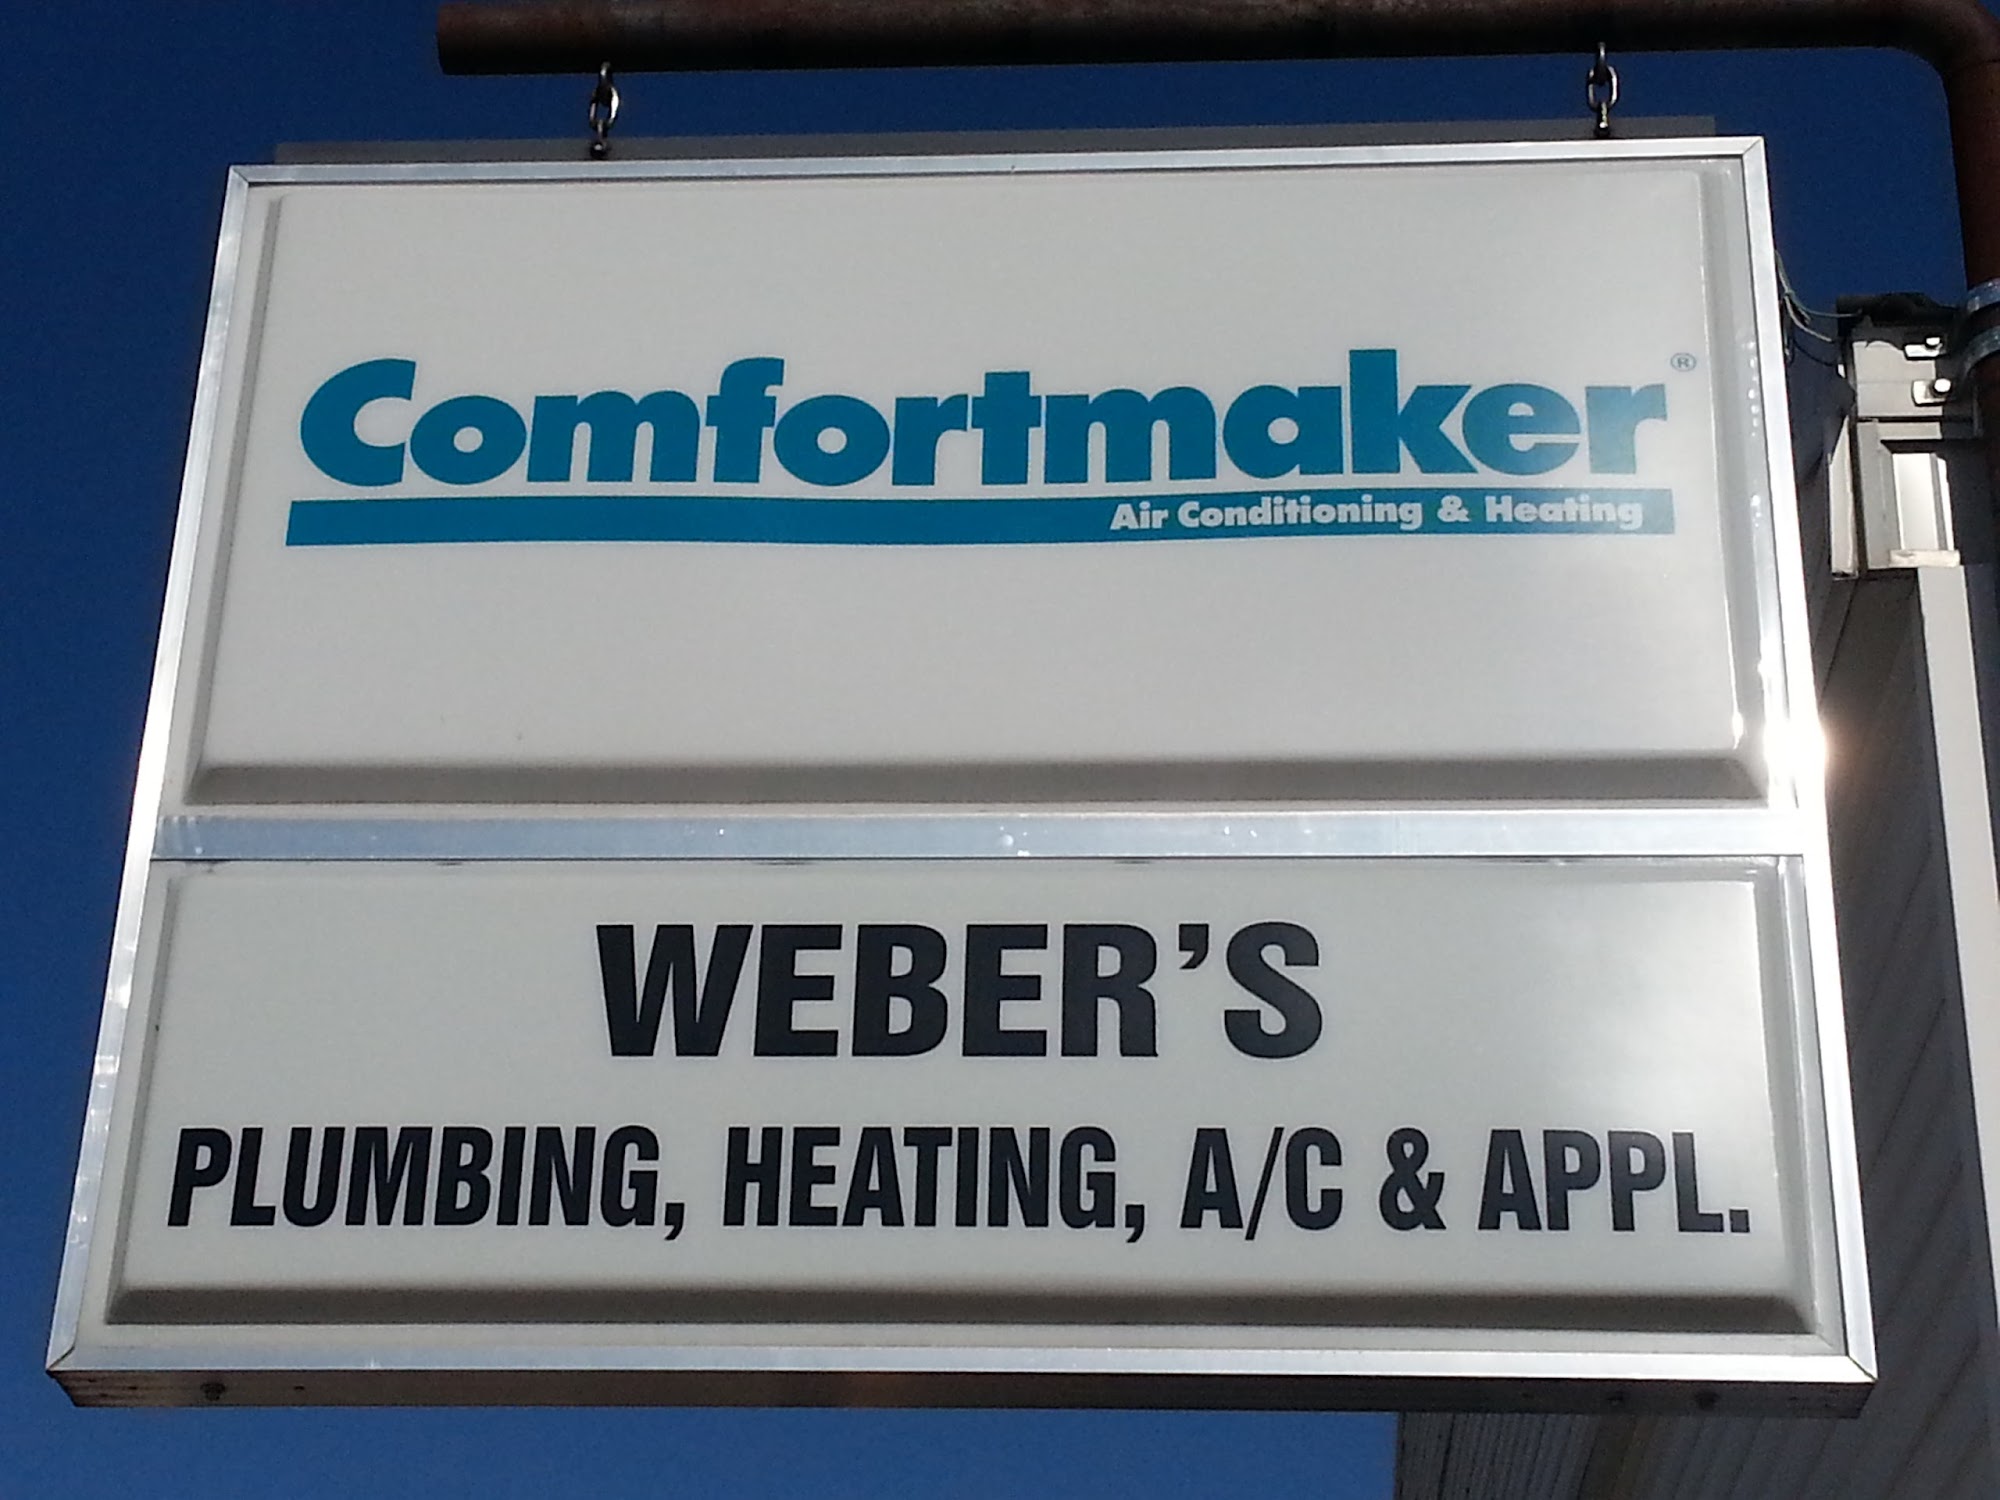 Comfortmaker®
Air Conditioning & Heating
WEBER'S
PLUMBING, HEATING, A/C & APPL.